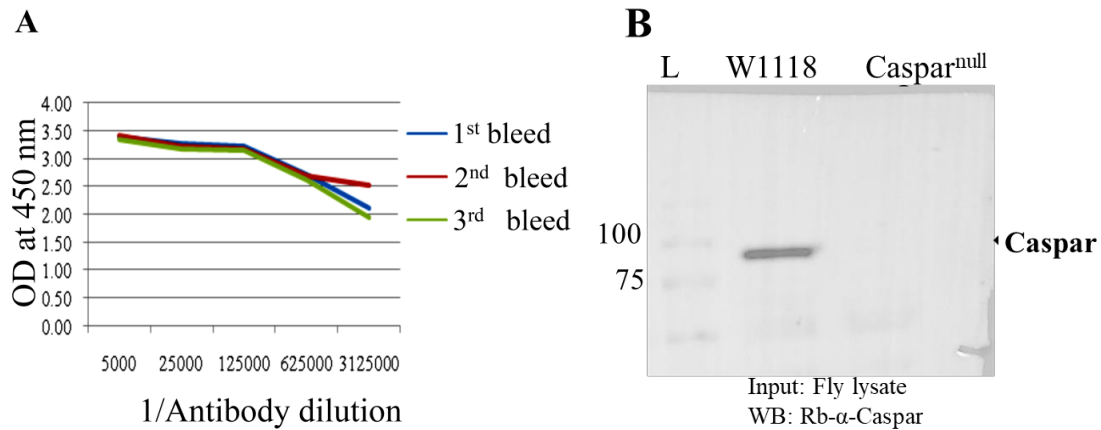 A
OD at 450 nm
4.00
3.50
3.00
2.50
2.00
1.50
1.00
0.50
0.00
5000 25000 125000 625000 3125000
1/Antibody dilution
1st bleed
2nd bleed
3rd bleed
B
L W1118 Casparnull
100
75
Caspar
Input: Fly lysate
WB: Rb-α-Caspar